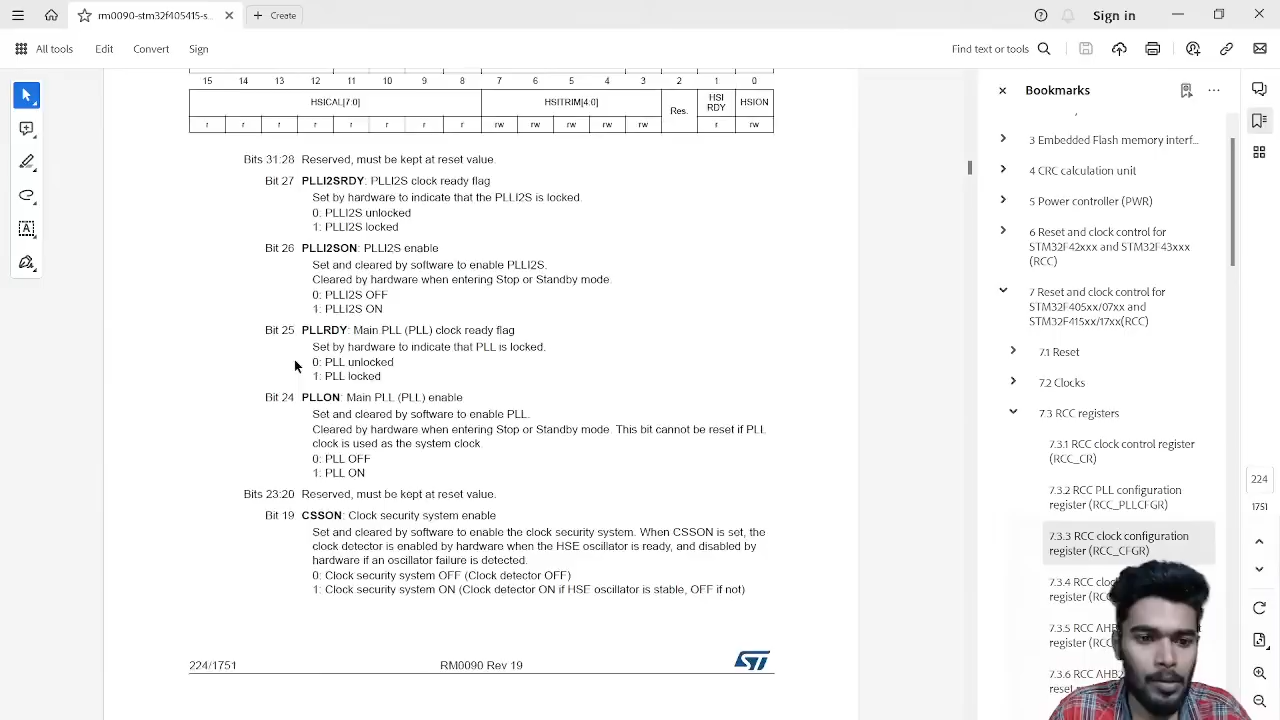 rm0090-stm32f405415-s...
Create
Sign in
All tools
Edit
Convert
Sign
Find text or tools
15 14 13 12 11 10 9 8 7 6 5 4 3 2 1 0
HSICAL[7:0] HSITRIM[4:0] Res. HSI RDY HSION
r r r r r r r r rw rw rw rw rw r rw
Bits 31:28 Reserved, must be kept at reset value.
Bit 27 PLLI2SRDY: PLLI2S clock ready flag
Set by hardware to indicate that the PLLI2S is locked.
0: PLLI2S unlocked
1: PLLI2S locked
Bit 26 PLLI2SON: PLLI2S enable
Set and cleared by software to enable PLLI2S.
Cleared by hardware when entering Stop or Standby mode.
0: PLLI2S OFF
1: PLLI2S ON
Bit 25 PLLRDY: Main PLL (PLL) clock ready flag
Set by hardware to indicate that PLL is locked.
0: PLL unlocked
1: PLL locked
Bit 24 PLLON: Main PLL (PLL) enable
Set and cleared by software to enable PLL.
Cleared by hardware when entering Stop or Standby mode. This bit cannot be reset if PLL
clock is used as the system clock.
0: PLL OFF
1: PLL ON
Bits 23:20 Reserved, must be kept at reset value.
Bit 19 CSSON: Clock security system enable
Set and cleared by software to enable the clock security system. When CSSON is set, the
clock detector is enabled by hardware when the HSE oscillator is ready, and disabled by
hardware if an oscillator failure is detected.
0: Clock security system OFF (Clock detector OFF)
1: Clock security system ON (Clock detector ON if HSE oscillator is stable, OFF if not)
224/1751
RM0090 Rev 19
ST
Bookmarks
3 Embedded Flash memory interf...
4 CRC calculation unit
5 Power controller (PWR)
6 Reset and clock control for
STM32F42xxx and STM32F43xxx
(RCC)
7 Reset and clock control for
STM32F405xx/07xx and
STM32F415xx/17xx(RCC)
7.1 Reset
7.2 Clocks
7.3 RCC registers
7.3.1 RCC clock control register
(RCC_CR)
7.3.2 RCC PLL configuration
register (RCC_PLLCFGR)
7.3.3 RCC clock configuration
register (RCC_CFGR)
7.3.4 RCC
register
7.3.5 RCC
register
7.3.6 RCC
224
1751